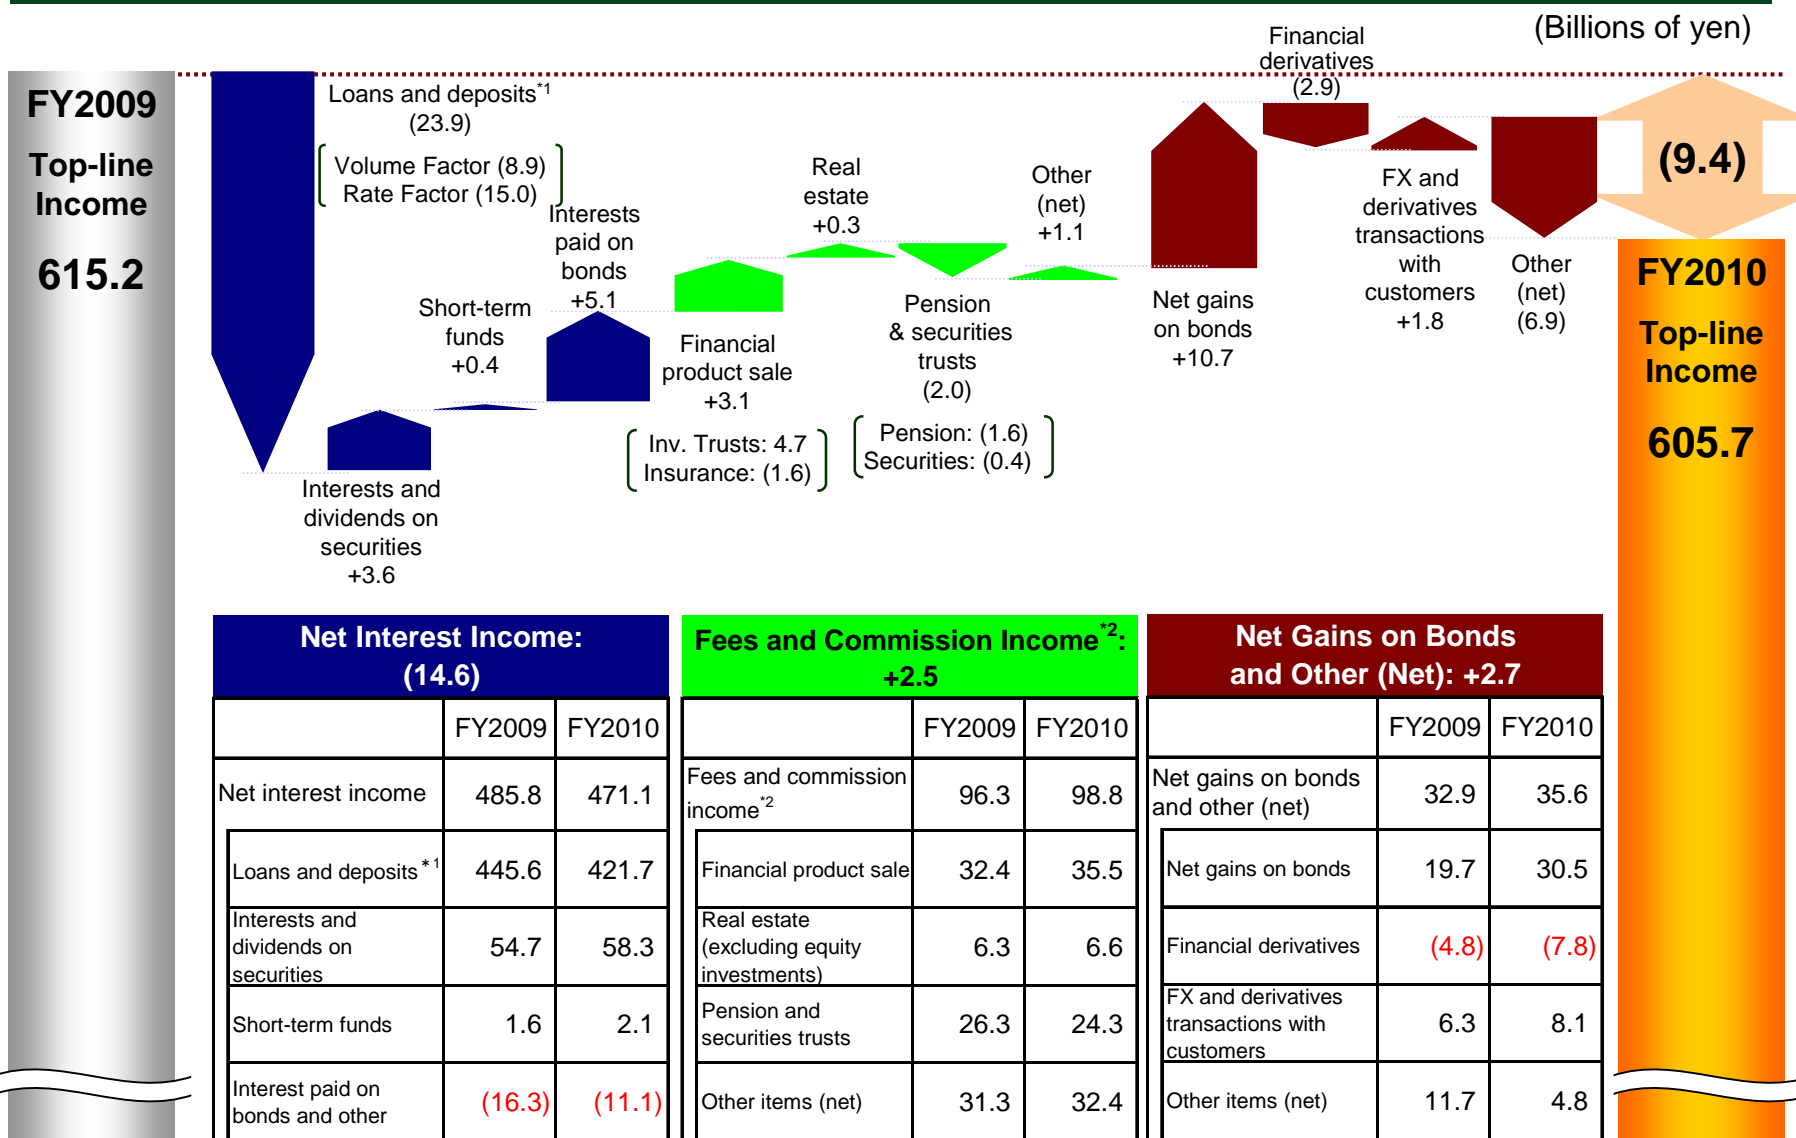 (Billions of yen)
FY2009
Top-line
Income
615.2
Loans and deposits*1
(23.9)
Volume Factor (8.9)
Rate Factor (15.0)
Interests and
dividends on
securities
+3.6
Short-term
funds
+0.4
Interests
paid on
bonds
+5.1
Financial
product sale
+3.1
Inv. Trusts: 4.7
Insurance: (1.6)
Real
estate
+0.3
Pension
& securities
trusts
(2.0)
Pension: (1.6)
Securities: (0.4)
Other
(net)
+1.1
Net gains
on bonds
+10.7
Financial
derivatives
(2.9)
FX and
derivatives
transactions
with
customers
+1.8
Other
(net)
(6.9)
(9.4)
FY2010
Top-line
Income
605.7
Net Interest Income:
(14.6)
FY2009 FY2010
Net interest income 485.8 471.1
Loans and deposits*1 445.6 421.7
Interests and
dividends on
securities
54.7 58.3
Short-term funds 1.6 2.1
Interest paid on
bonds and other
(16.3) (11.1)
Fees and Commission Income*2:
+2.5
FY2009 FY2010
Fees and commission
income*2
96.3 98.8
Financial product sale 32.4 35.5
Real estate
(excluding equity
investments)
6.3 6.6
Pension and
securities trusts
26.3 24.3
Other items (net) 31.3 32.4
Net Gains on Bonds
and Other (Net): +2.7
FY2009 FY2010
Net gains on bonds
and other (net)
32.9 35.6
Net gains on bonds 19.7 30.5
Financial derivatives (4.8) (7.8)
FX and derivatives
transactions with
customers
6.3 8.1
Other items (net) 11.7 4.8